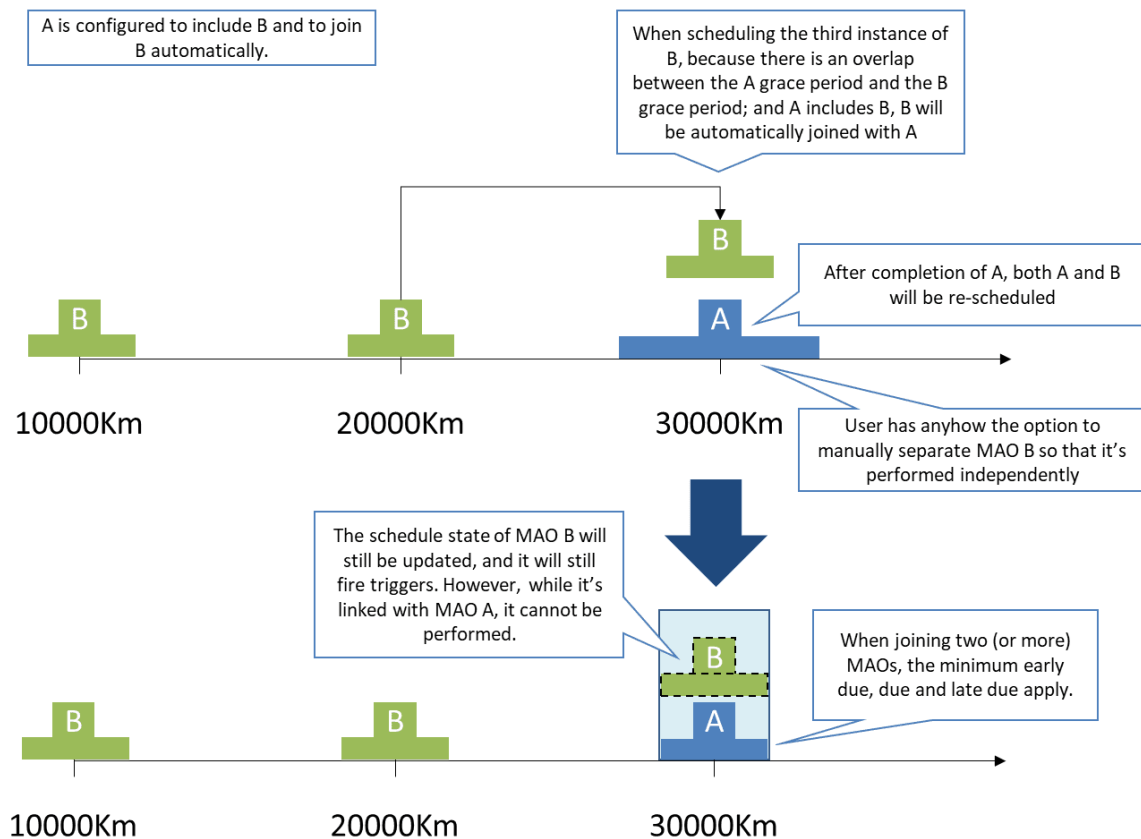 A is configured to include B and to join
B automatically.
When scheduling the third instance of
B, because there is an overlap
between the A grace period and the B
grace period; and A includes B, B will
be automatically joined with A
B
After completion of A, both A and B
will be re-scheduled
B
B
A
10000Km
20000Km
30000Km
User has anyhow the option to
manually separate MAO B so that it's
performed independently
The schedule state of MAO B will
still be updated, and it will still
fire triggers. However, while it's
linked with MAO A, it cannot be
performed.
B
When joining two (or more)
MAOs, the minimum early
due, due and late due apply.
B
B
A
10000Km
20000Km
30000Km